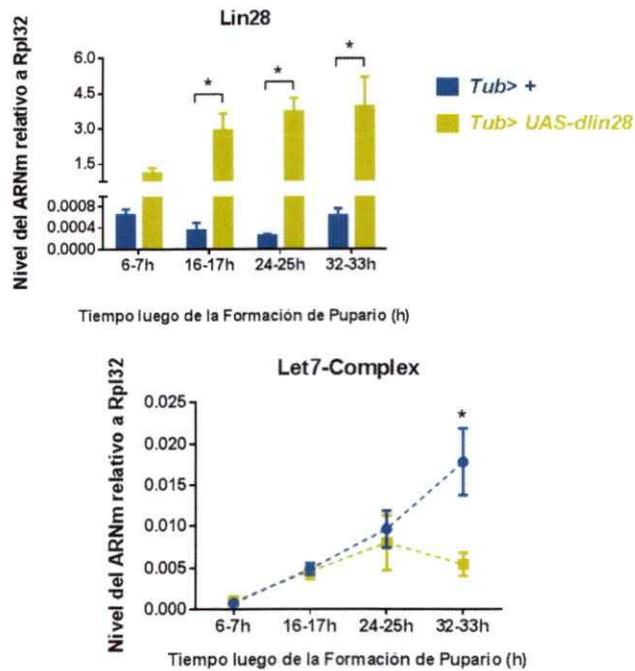 Lin28
Nivel del ARNm relativo a Rpl32
6.0
4.5
3.0
1.5
0.0008
0.0004
0.0000
* * *
6-7h 16-17h 24-25h 32-33h
Tiempo luego de la Formación de Pupario (h)
Tub> +
Tub> UAS-dlin28
Let7-Complex
Nivel del ARNm relativo a Rpl32
0.025
0.020
0.015
0.010
0.005
0.000
*
6-7h 16-17h 24-25h 32-33h
Tiempo luego de la Formación de Pupario (h)